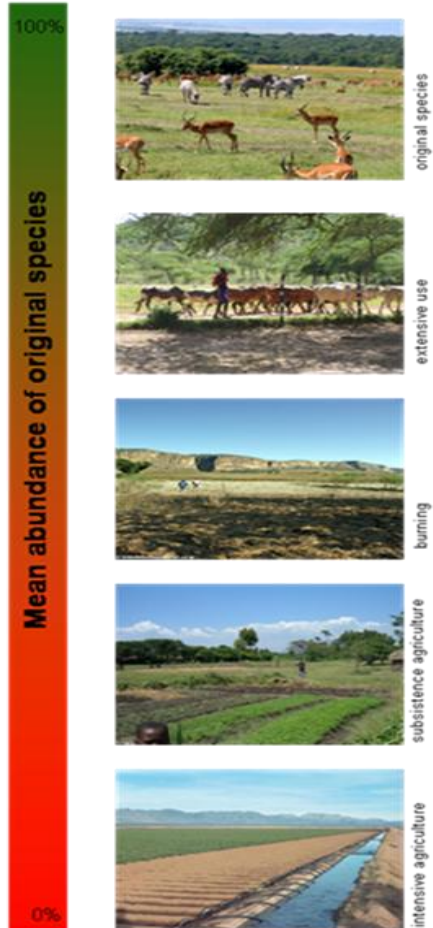 100%
Mean abundance of original species
0%
original species
extensive use
burning
subsistence agriculture
intensive agriculture